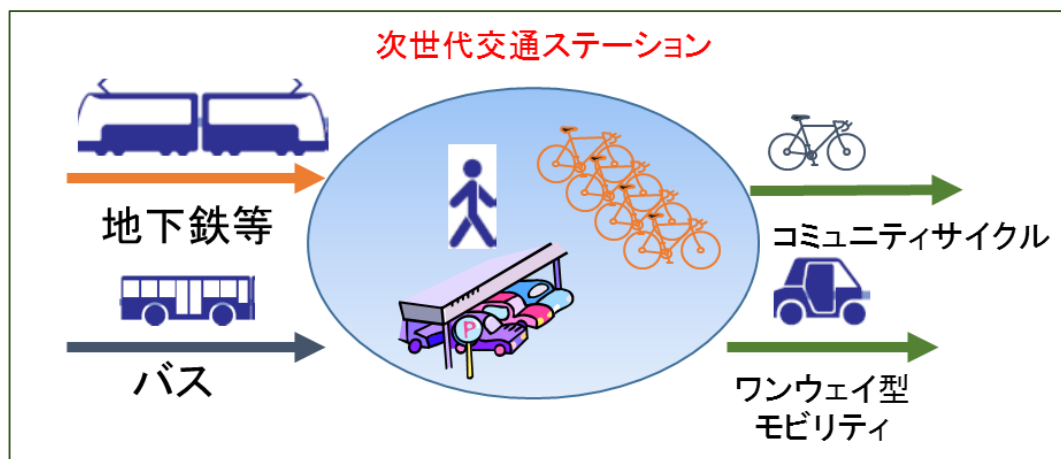 次世代交通ステーション
地下鉄等
バス
P
コミュニティサイクル
ワンウェイ型
モビリティ